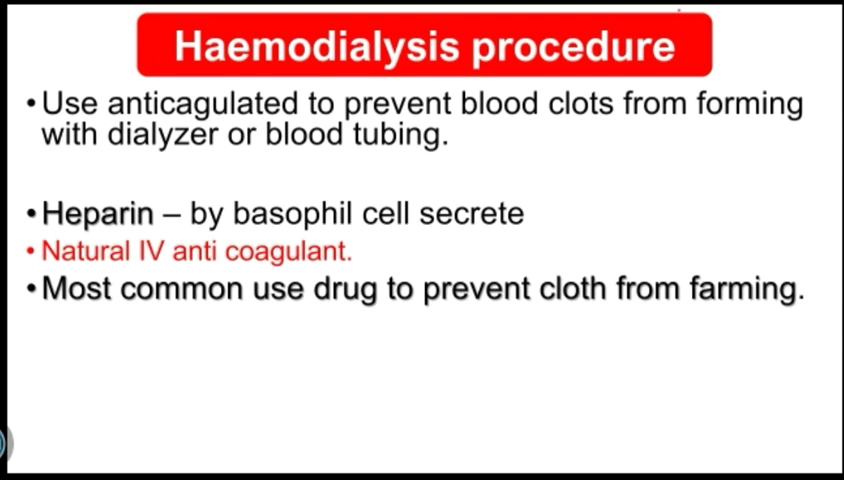 Haemodialysis procedure
•Use anticagulated to prevent blood clots from forming
with dialyzer or blood tubing.
•Heparin – by basophil cell secrete
•Natural IV anti coagulant.
•Most common use drug to prevent cloth from farming.